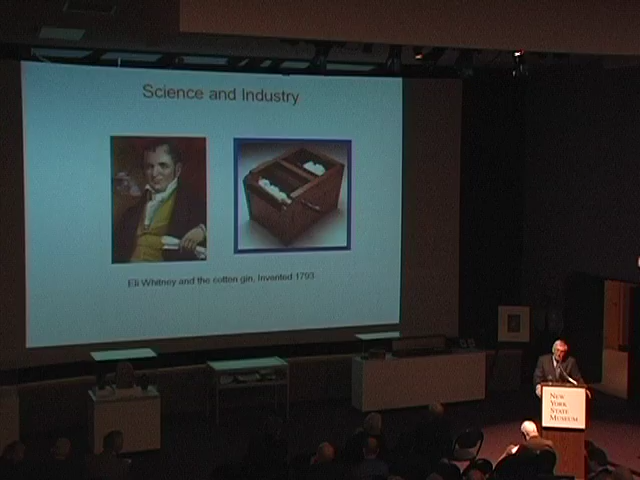 Science and Industry
Eli Whitney and the cotton gin, Invented 1793
NEW
YORK
STATE
MUSEUM